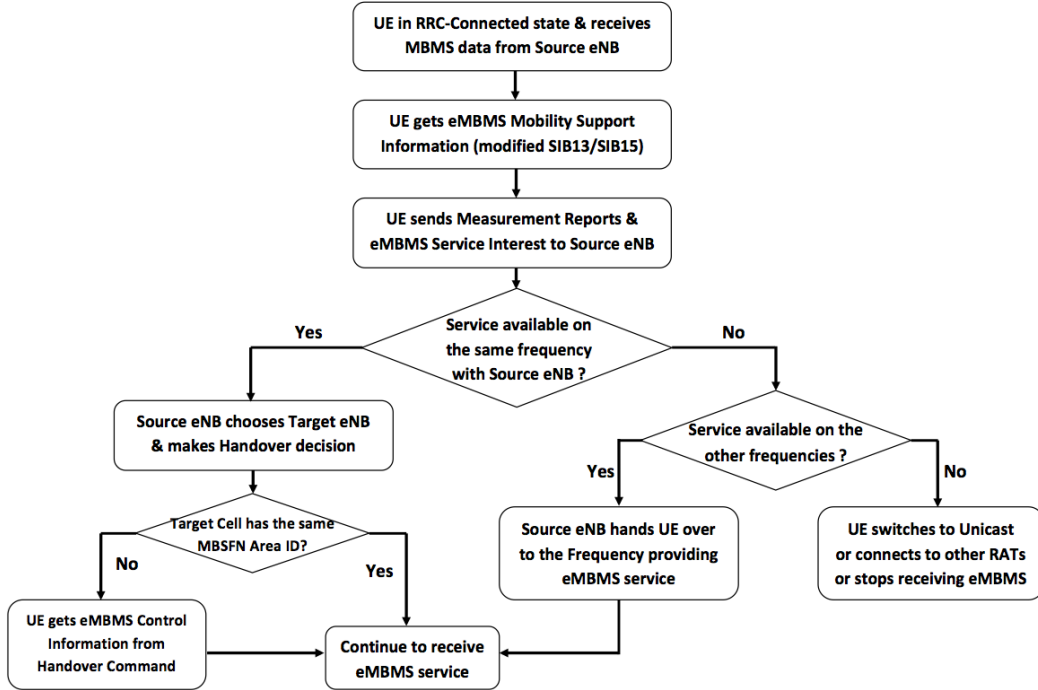 UE in RRC-Connected state & receives
MBMS data from Source eNB
UE gets eMBMS Mobility Support
Information (modified SIB13/SIB15)
UE sends Measurement Reports &
eMBMS Service Interest to Source eNB
Yes
Service available on
the same frequency
with Source eNB ?
No
Source eNB chooses Target eNB
& makes Handover decision
Service available on the
other frequencies ?
Yes
No
Target Cell has the same
MBSFN Area ID?
No
Yes
Source eNB hands UE over
to the Frequency providing
eMBMS service
UE switches to Unicast
or connects to other RATs
or stops receiving eMBMS
UE gets eMBMS Control
Information from
Handover Command
Continue to receive
eMBMS service